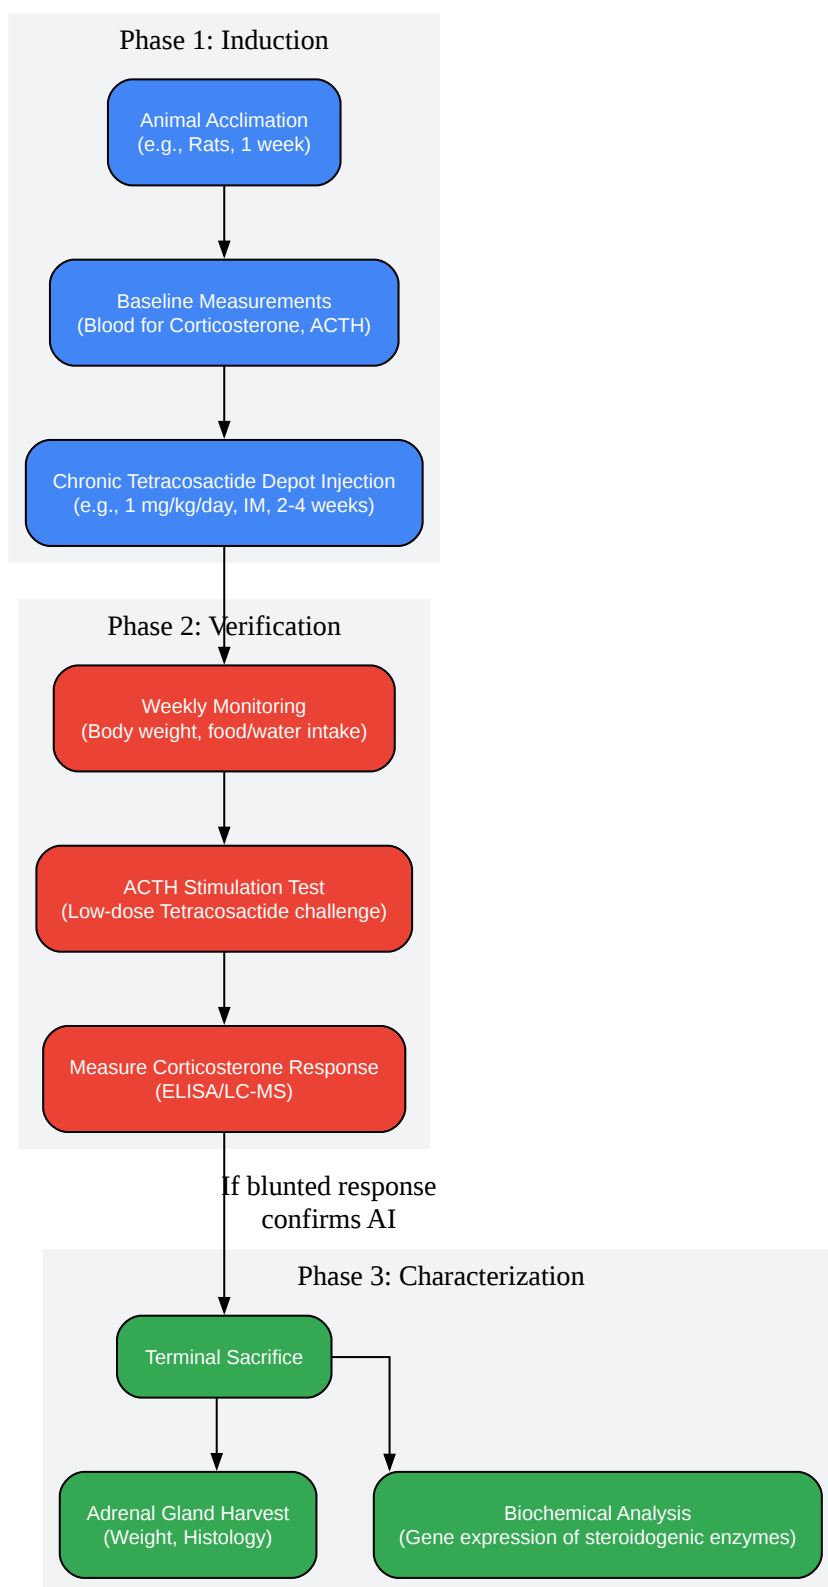 Phase 1: Induction
Animal Acclimation
(e.g., Rats, 1 week)
Baseline Measurements
(Blood for Corticosterone, ACTH)
Chronic Tetracosactide Depot Injection
(e.g., 1 mg/kg/day, IM, 2-4 weeks)
Phase 2: Verification
Weekly Monitoring
(Body weight, food/water intake)
ACTH Stimulation Test
(Low-dose Tetracosactide challenge)
Measure Corticosterone Response
(ELISA/LC-MS)
If blunted response
confirms AI
Phase 3: Characterization
Terminal Sacrifice
Adrenal Gland Harvest
(Weight, Histology)
Biochemical Analysis
(Gene expression of steroidogenic enzymes)